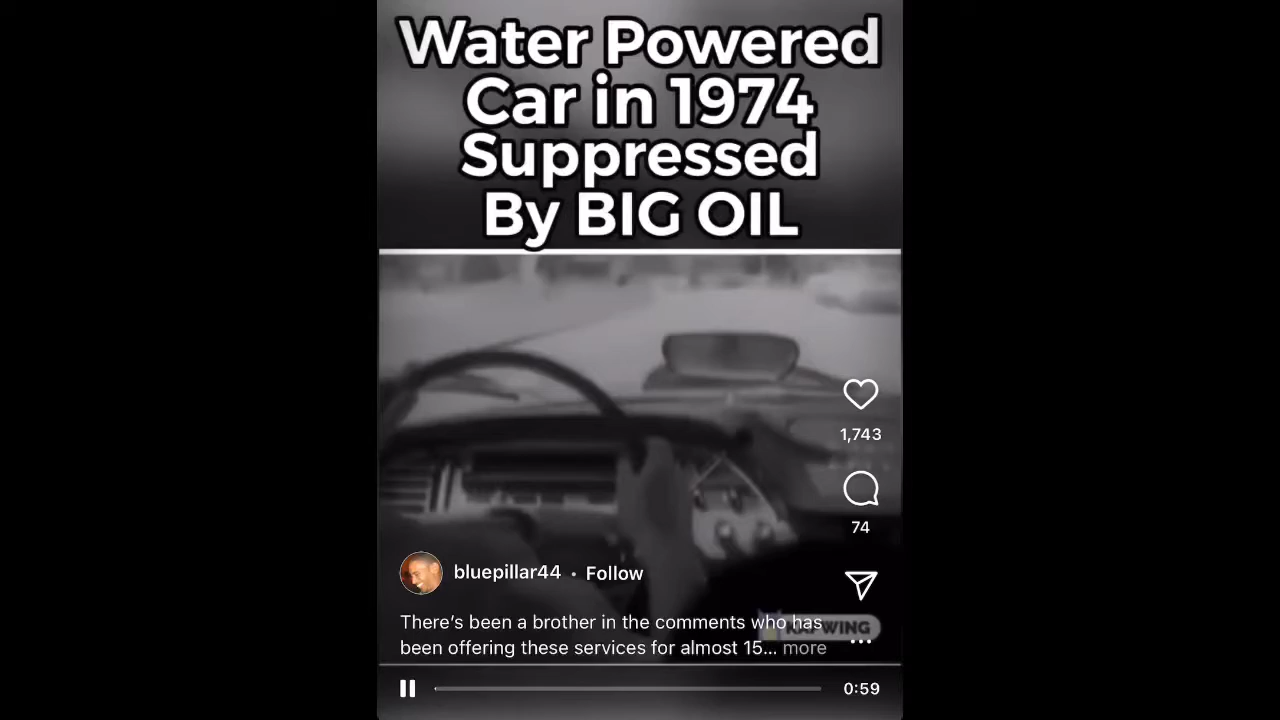 Water Powered
Car in 1974
Suppressed
By BIG OIL
1,743
74
bluepillar44 • Follow
There's been a brother in the comments who has
been offering these services for almost 15... more
KAPWING
0:59